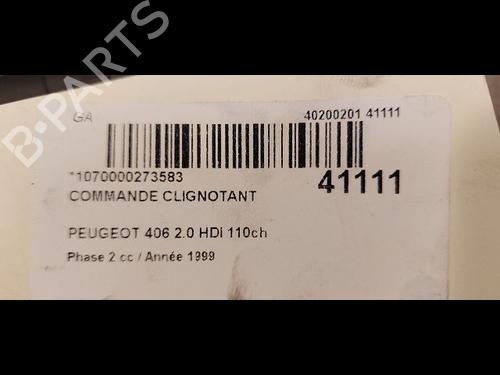 B-PARTS
GA
40200201 41111
*1070000273583
41111
COMMANDE CLIGNOTANT
PEUGEOT 406 2.0 HDI 110ch
Phase 2 cc / Année 1999